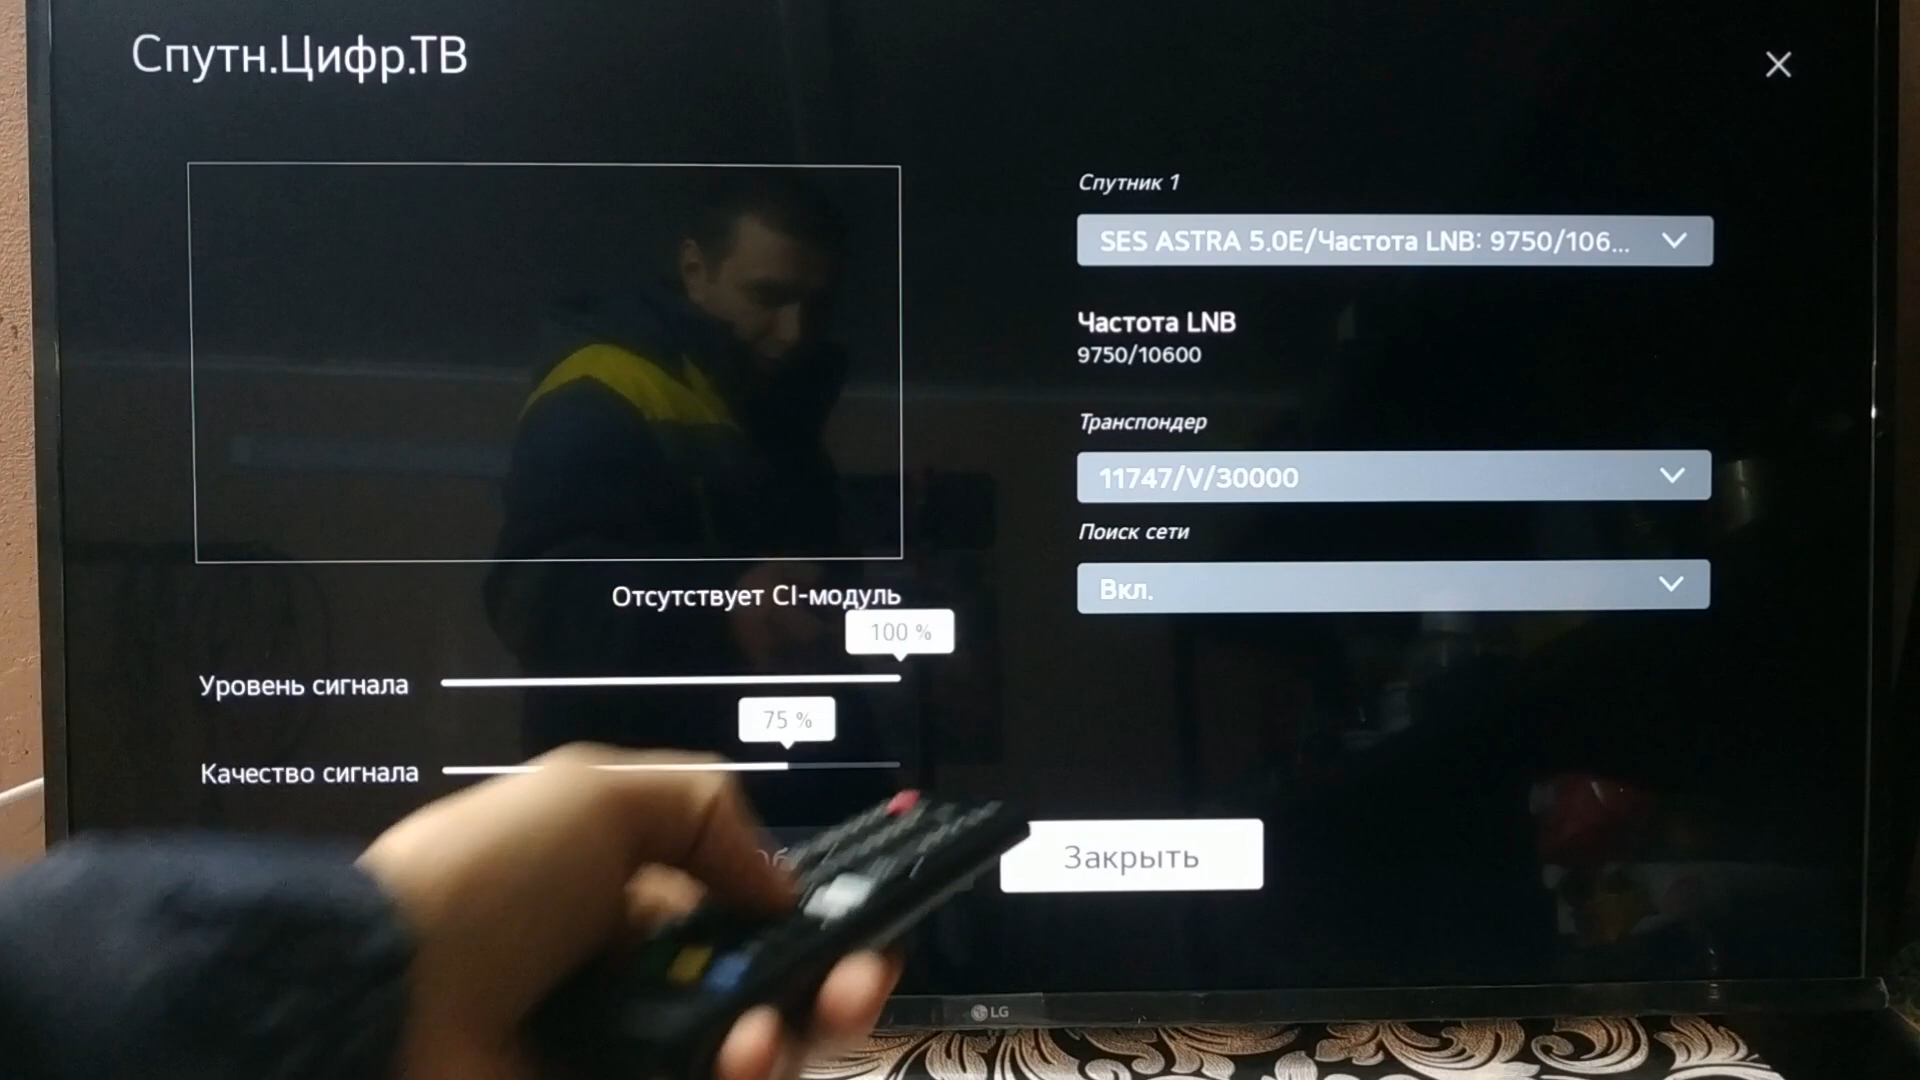 Спутн.Цифр.ТВ
Отсутствует CI-модуль
100 %
Уровень сигнала
75 %
Качество сигнала
Спутник 1
SES ASTRA 5.0E/Частота LNB: 9750/106...
Частота LNB
9750/10600
Транспондер
11747/V/30000
Поиск сети
Вкл.
Закрыть
LG